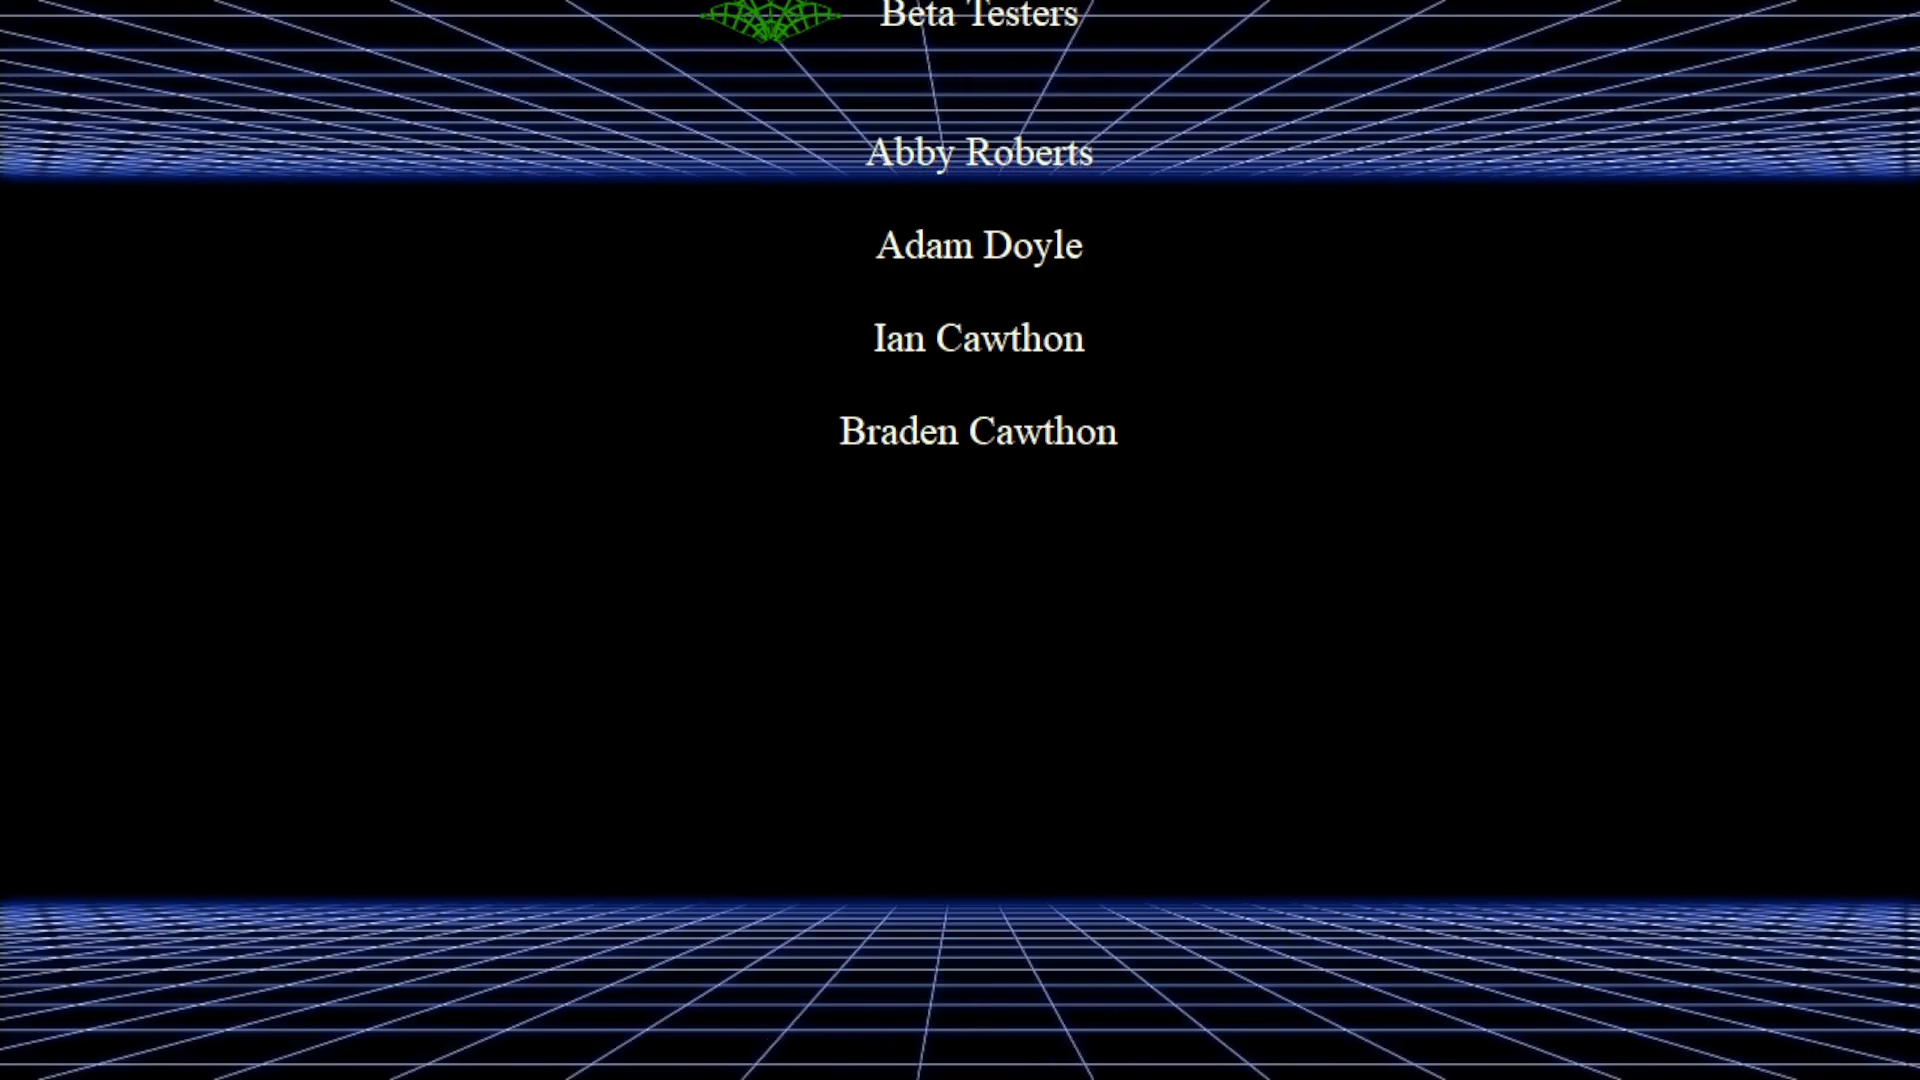 Beta Testers
Abby Roberts
Adam Doyle
Ian Cawthon
Braden Cawthon